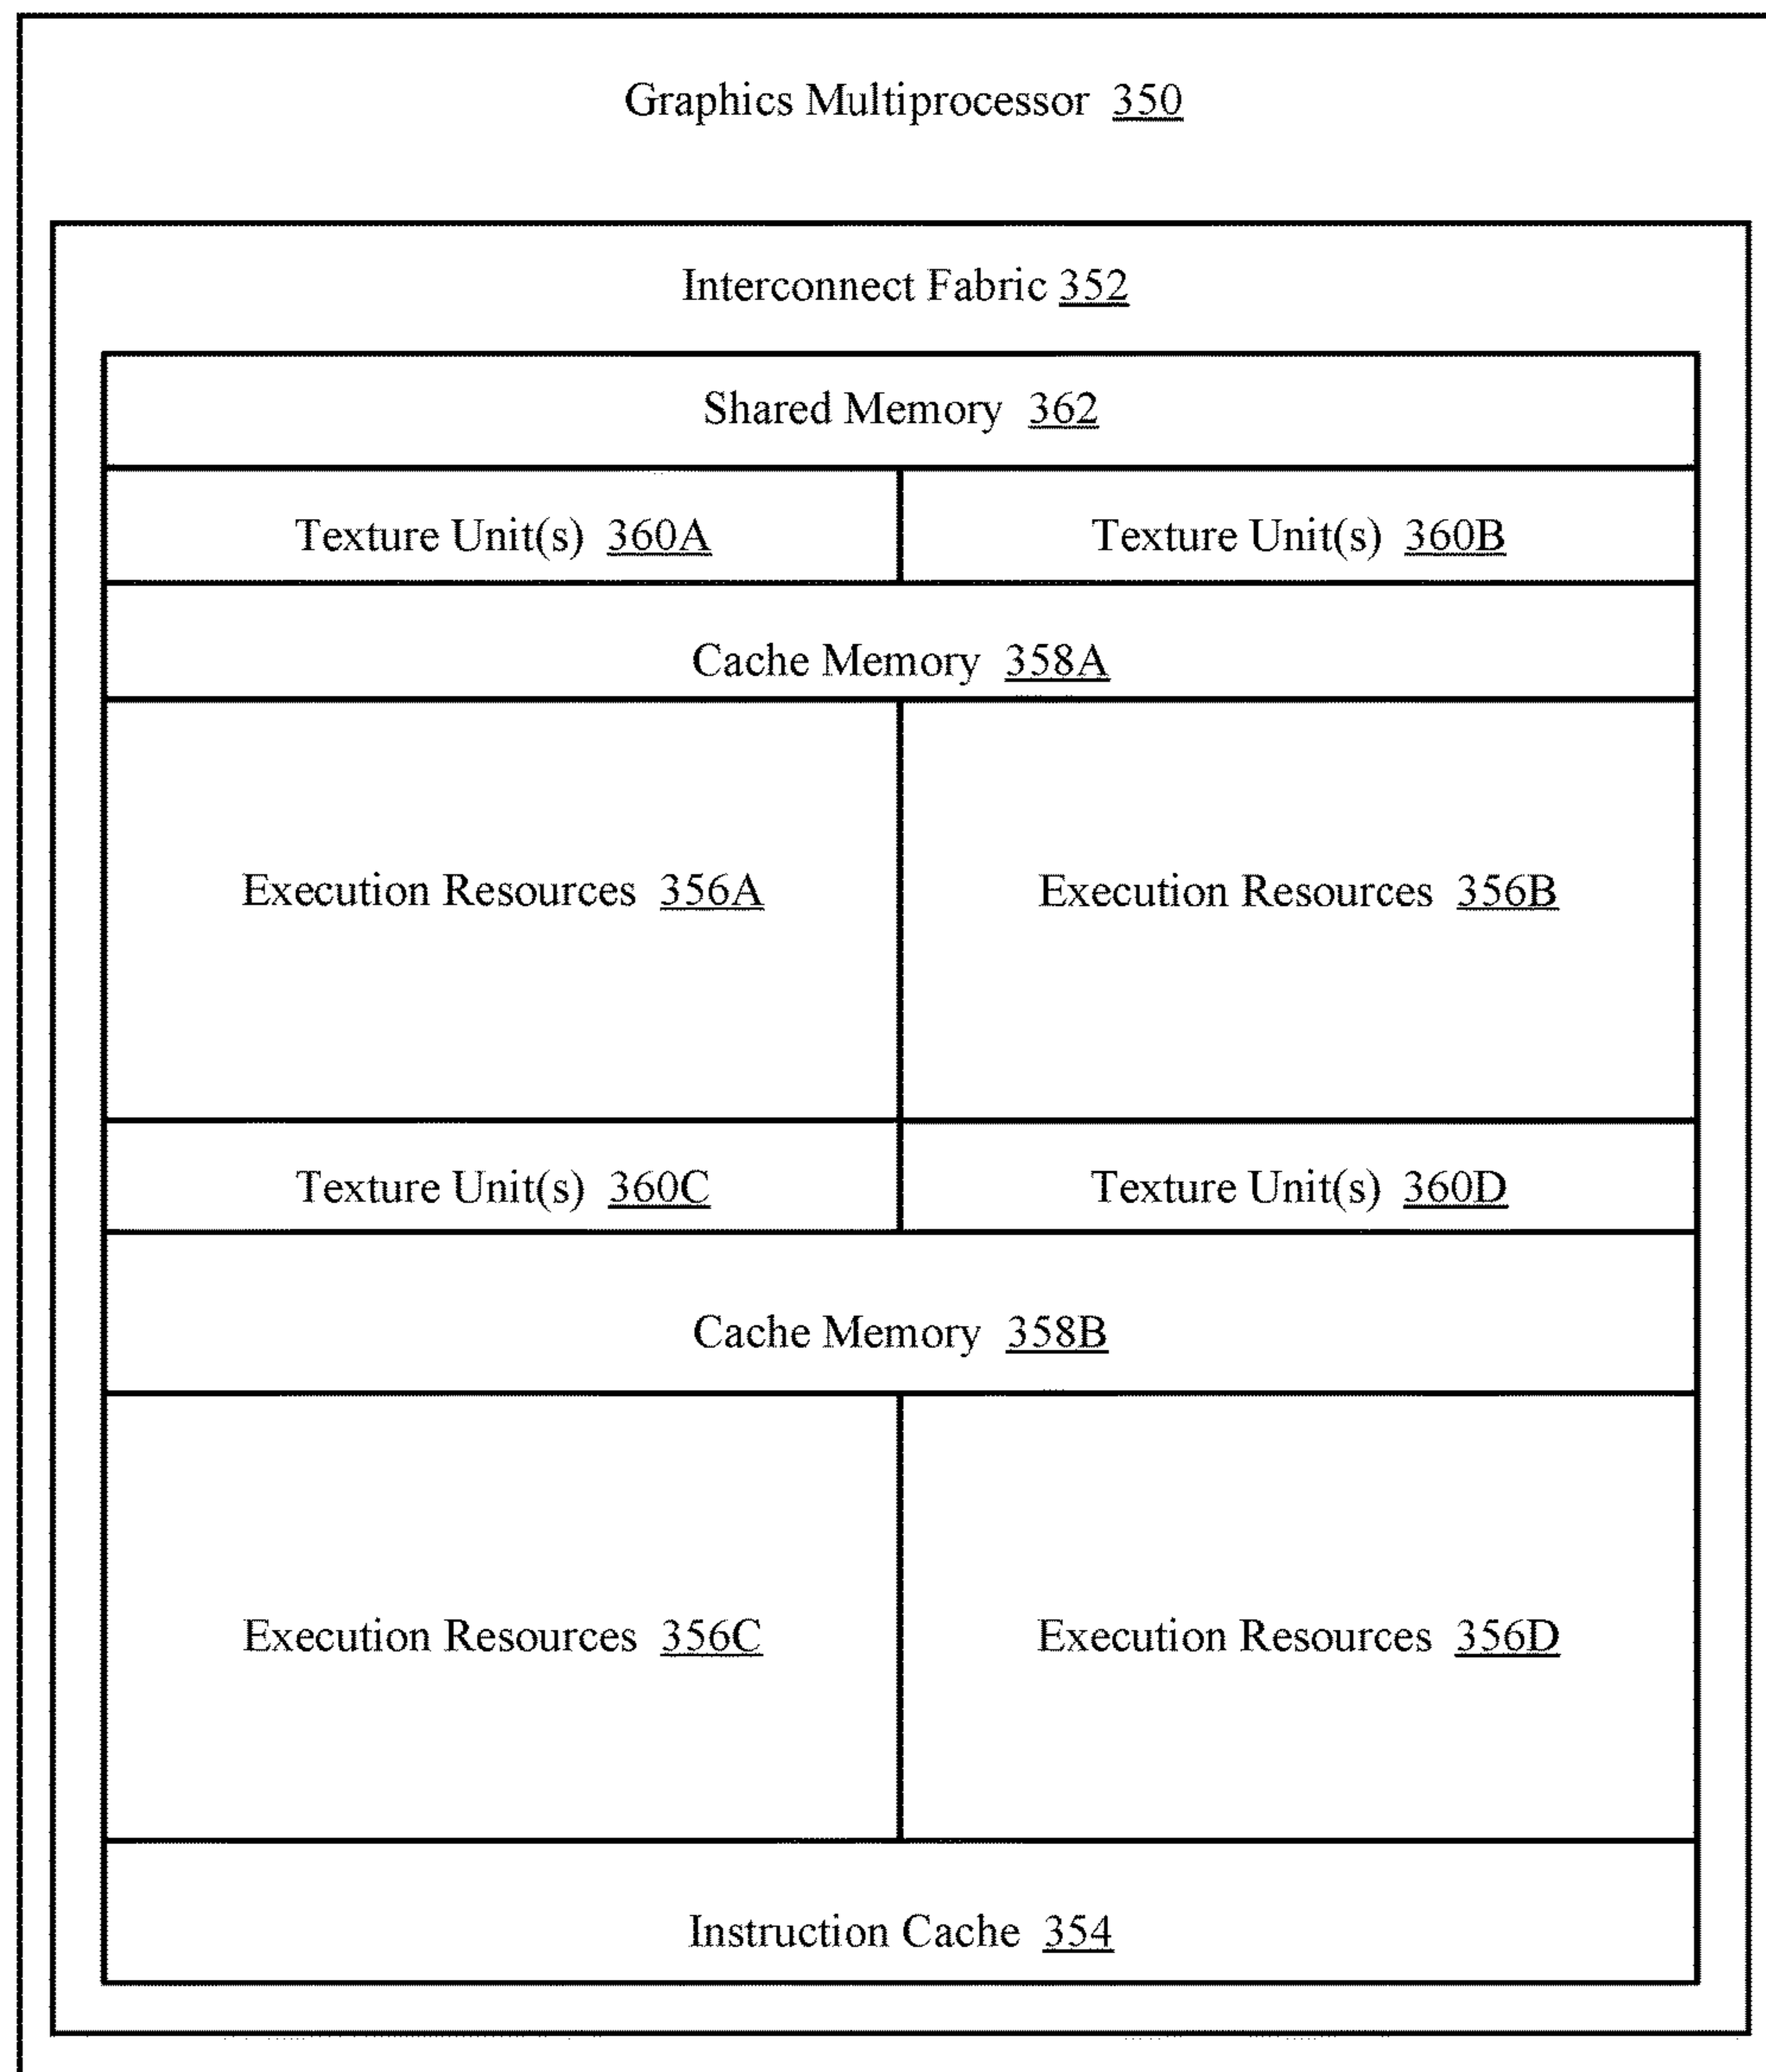 Graphics Multiprocessor 350
Interconnect Fabric 352
Shared Memory 362
Texture Unit(s) 360A
Texture Unit(s) 360B
Cache Memory 358A
Execution Resources 356A
Execution Resources 356B
Texture Unit(s) 360C
Texture Unit(s) 360D
Cache Memory 358B
Execution Resources 356C
Execution Resources 356D
Instruction Cache 354